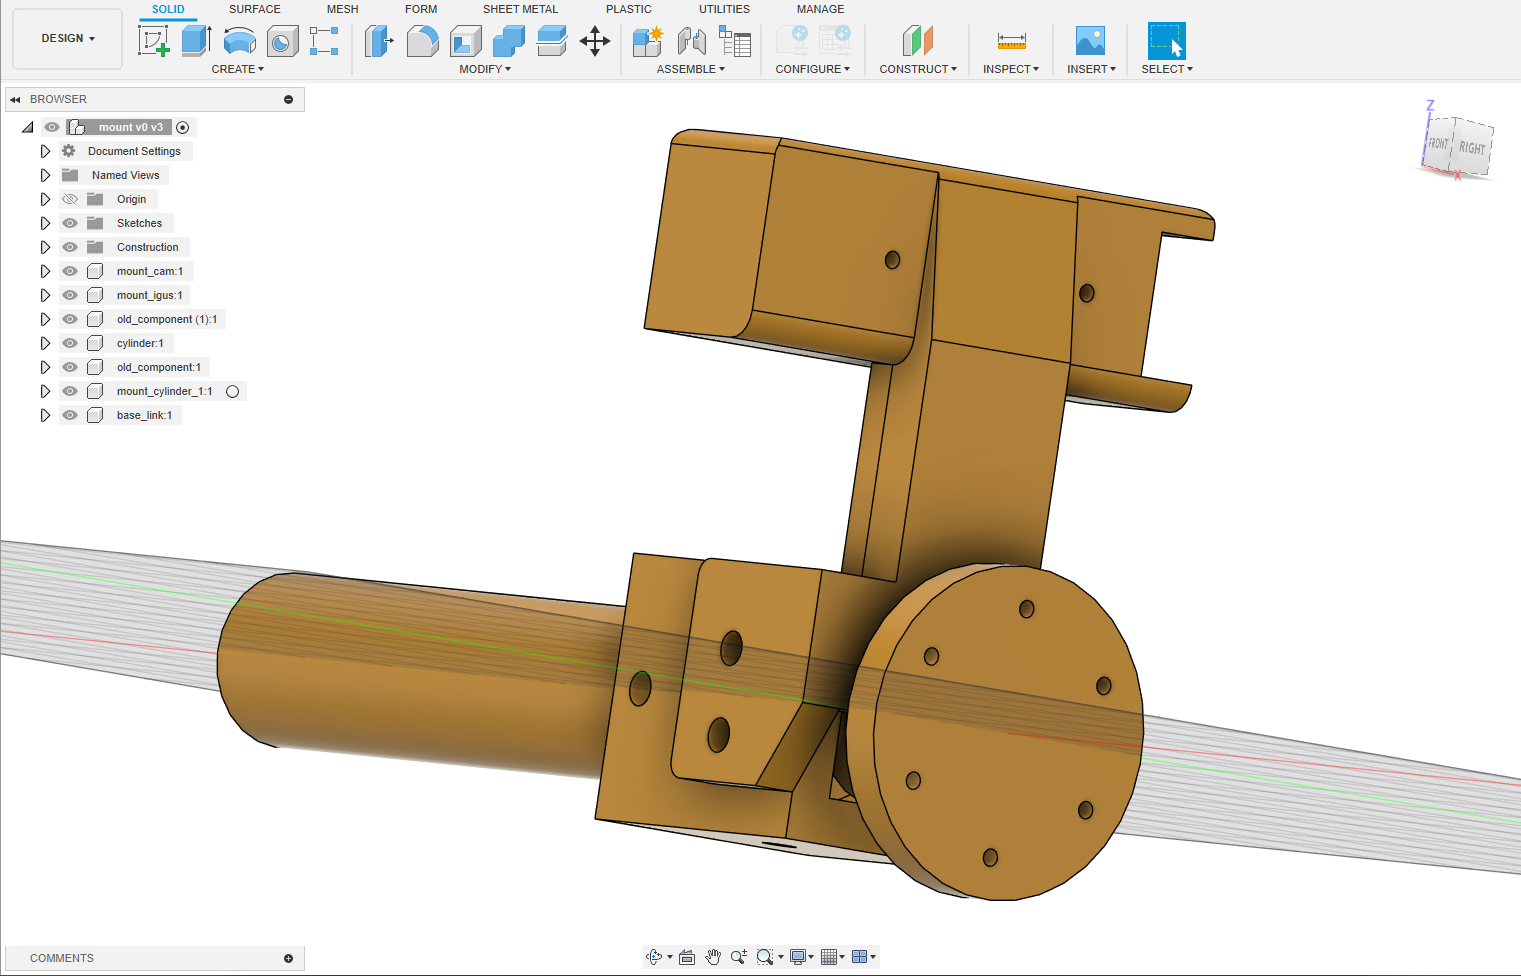 SOLID SURFACE MESH FORM SHEET METAL PLASTIC UTILITIES MANAGE
DESIGN
CREATE MODIFY ASSEMBLE CONFIGURE CONSTRUCT INSPECT INSERT SELECT
BROWSER
mount v0 v3
Document Settings
Named Views
Origin
Sketches
Construction
mount_cam:1
mount_igus:1
old_component (1):1
cylinder:1
old_component:1
mount_cylinder_1:1
base_link:1
Z
FRONT RIGHT
X
COMMENTS